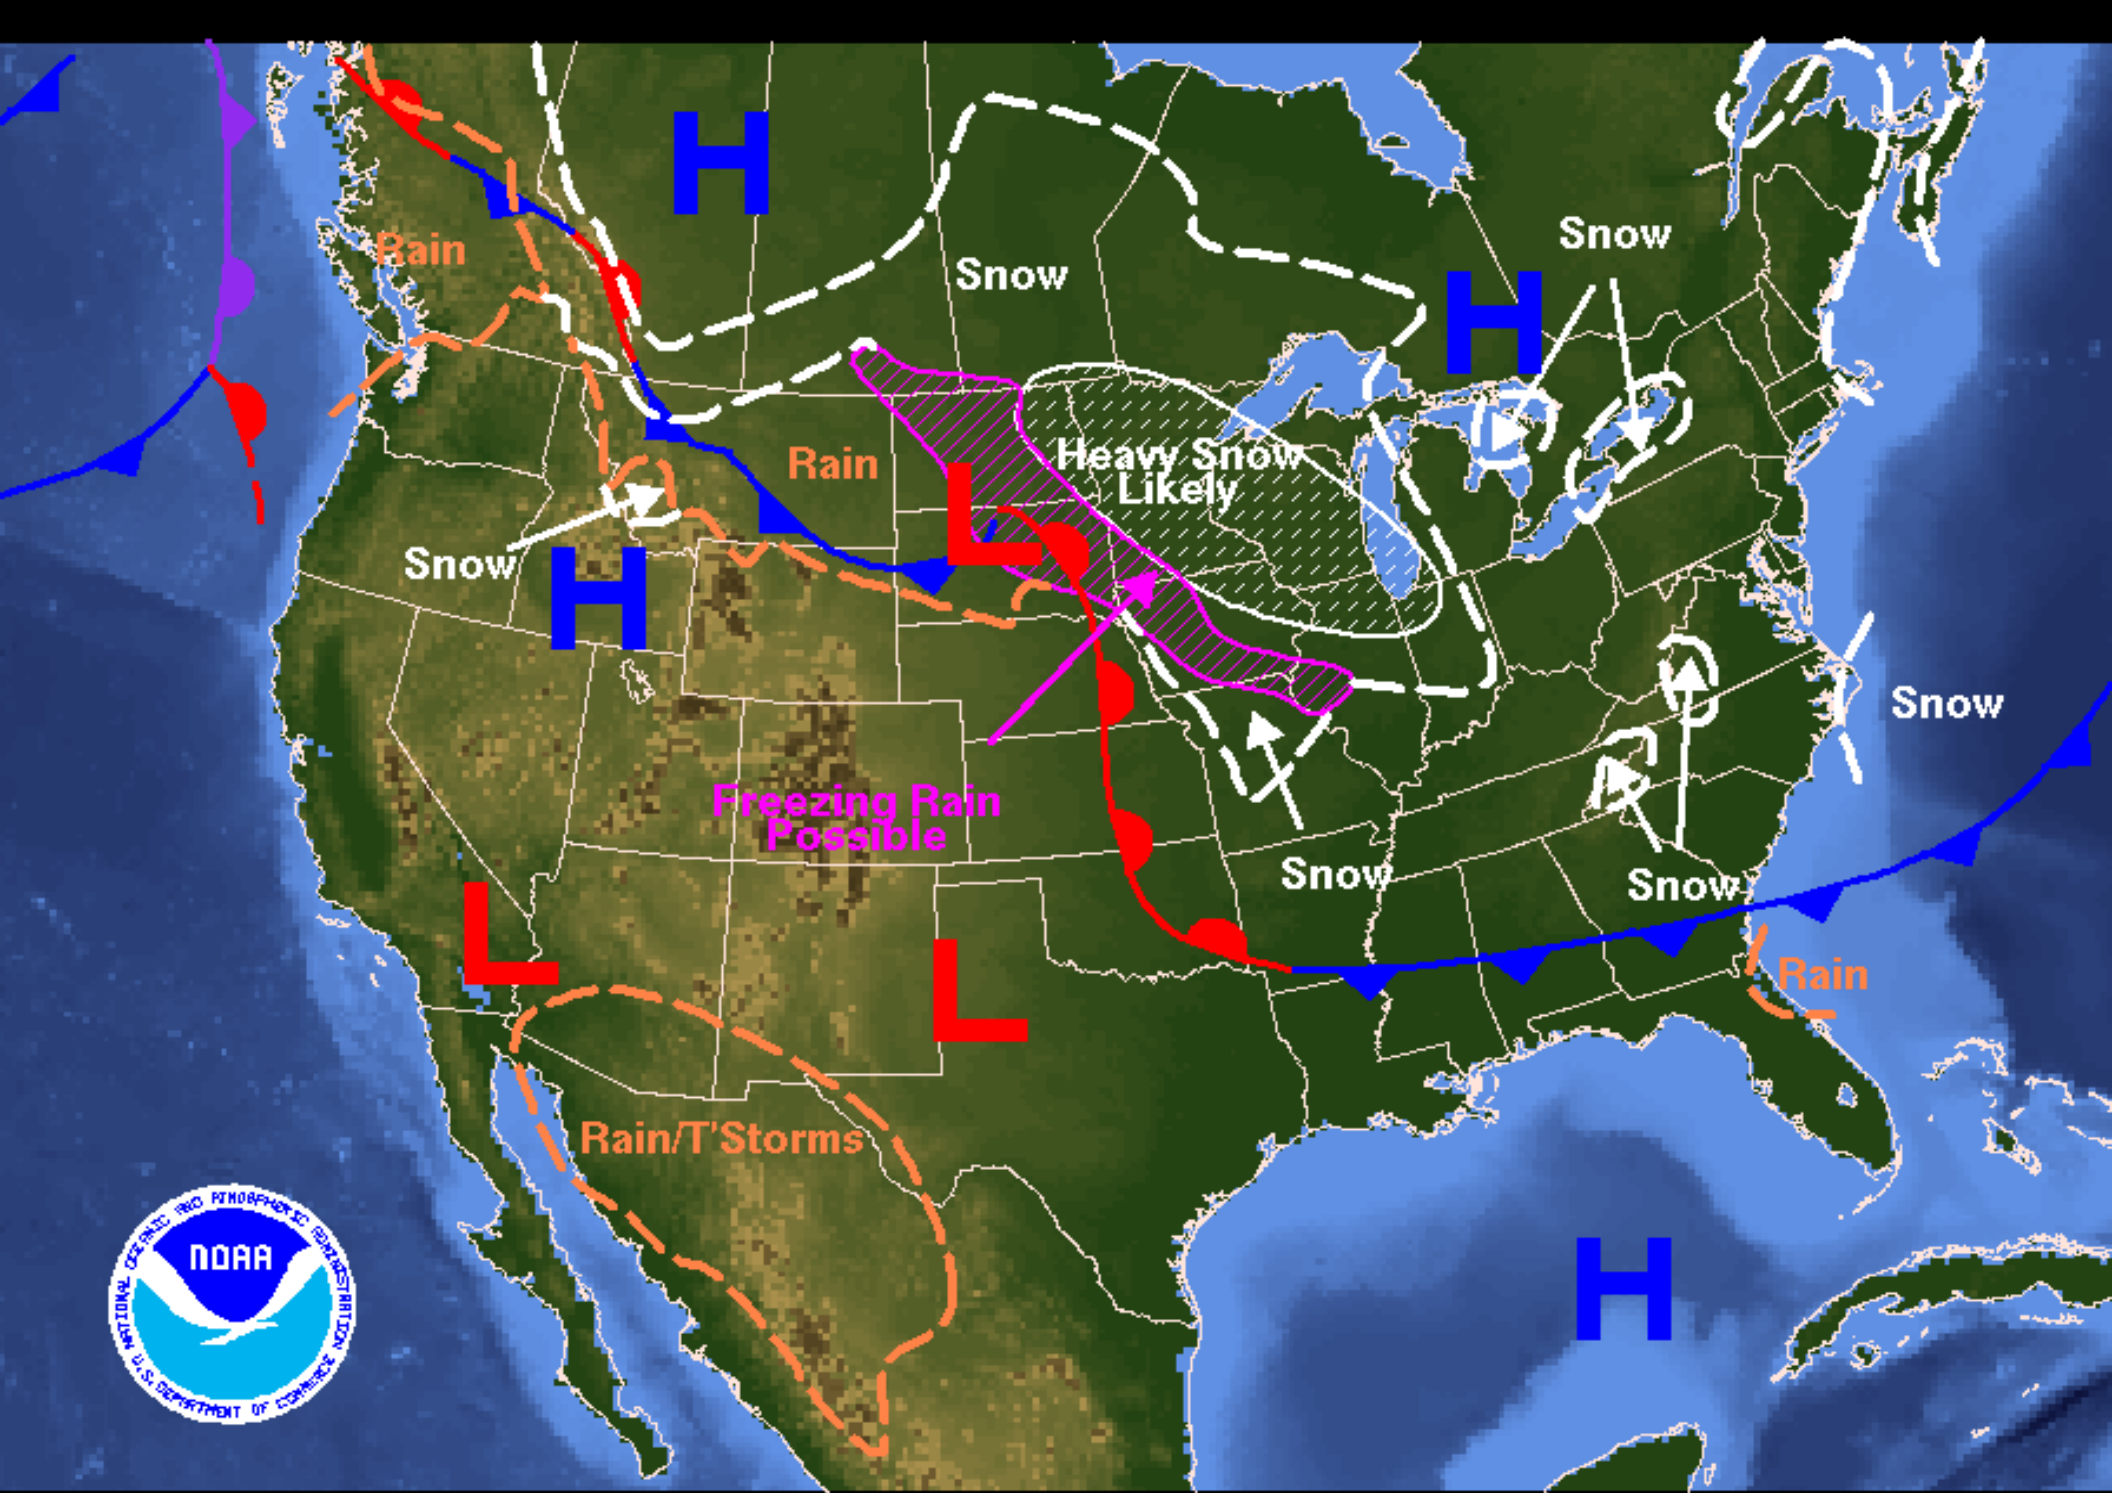 H
Snow
Rain
Snow
H
Rain
Heavy Snow
Likely
L
Snow
H
Snow
Freezing Rain
Possible
Snow
Snow
L
L
Rain
Rain/T'Storms
H
NOAA
NATIONAL OCEANIC AND ATMOSPHERIC ADMINISTRATION
U.S. DEPARTMENT OF COMMERCE